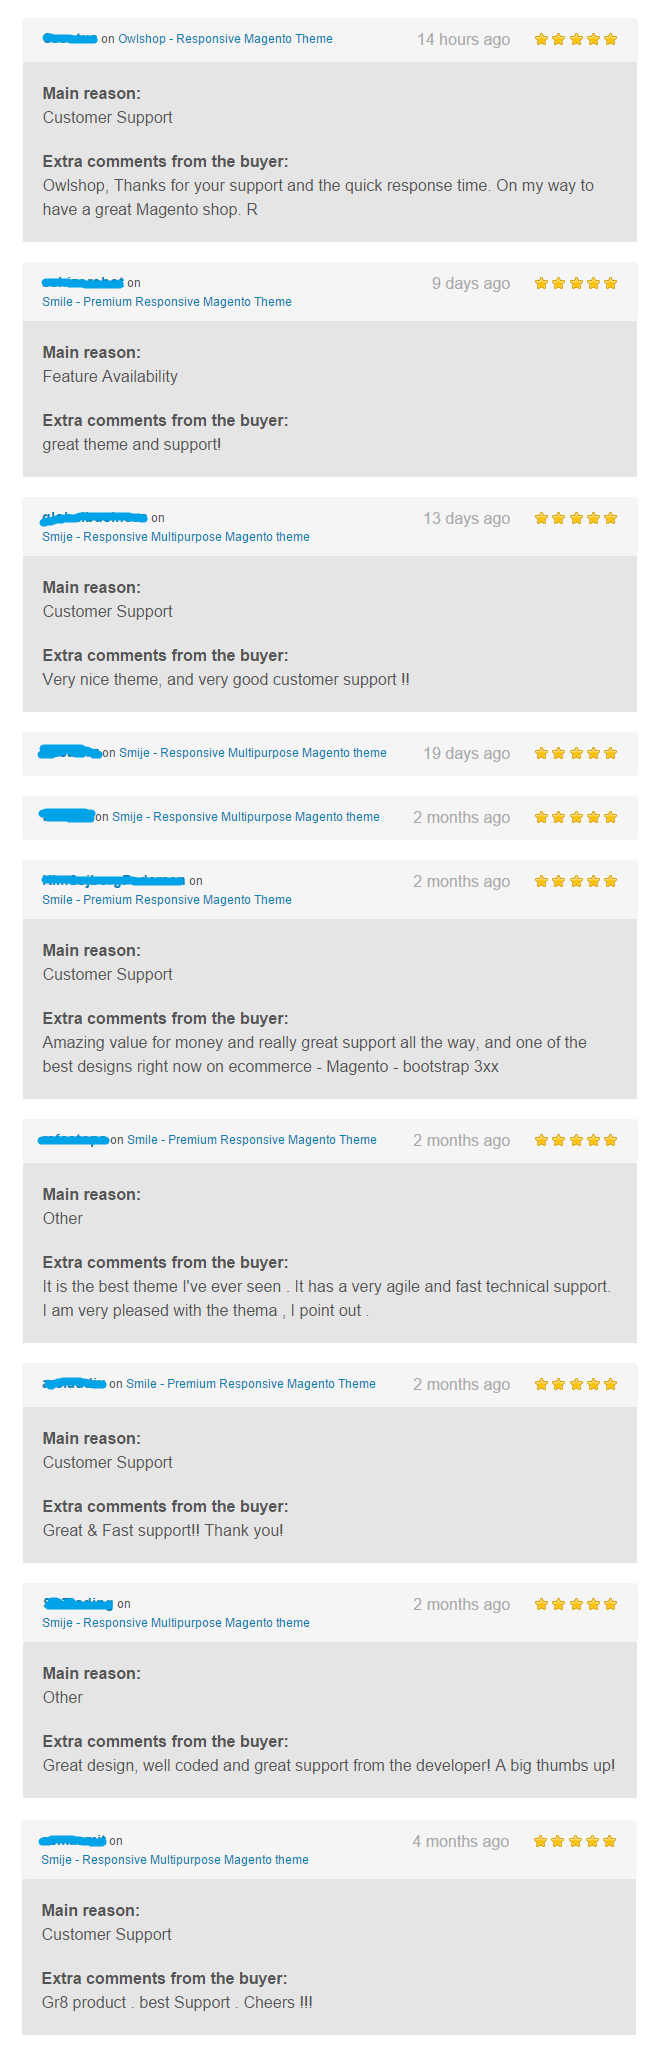 on Owlshop - Responsive Magento Theme 14 hours ago
Main reason:
Customer Support
Extra comments from the buyer:
Owlshop, Thanks for your support and the quick response time. On my way to
have a great Magento shop. R
on 9 days ago
Smile - Premium Responsive Magento Theme
Main reason:
Feature Availability
Extra comments from the buyer:
great theme and support!
on 13 days ago
Smije - Responsive Multipurpose Magento theme
Main reason:
Customer Support
Extra comments from the buyer:
Very nice theme, and very good customer support !!
on Smije - Responsive Multipurpose Magento theme 19 days ago
on Smije - Responsive Multipurpose Magento theme 2 months ago
on 2 months ago
Smile - Premium Responsive Magento Theme
Main reason:
Customer Support
Extra comments from the buyer:
Amazing value for money and really great support all the way, and one of the
best designs right now on ecommerce - Magento - bootstrap 3xx
on Smile - Premium Responsive Magento Theme 2 months ago
Main reason:
Other
Extra comments from the buyer:
It is the best theme I've ever seen . It has a very agile and fast technical support.
I am very pleased with the thema , I point out .
on Smile - Premium Responsive Magento Theme 2 months ago
Main reason:
Customer Support
Extra comments from the buyer:
Great & Fast support!! Thank you!
on 2 months ago
Smije - Responsive Multipurpose Magento theme
Main reason:
Other
Extra comments from the buyer:
Great design, well coded and great support from the developer! A big thumbs up!
on 4 months ago
Smije - Responsive Multipurpose Magento theme
Main reason:
Customer Support
Extra comments from the buyer:
Gr8 product . best Support . Cheers !!!